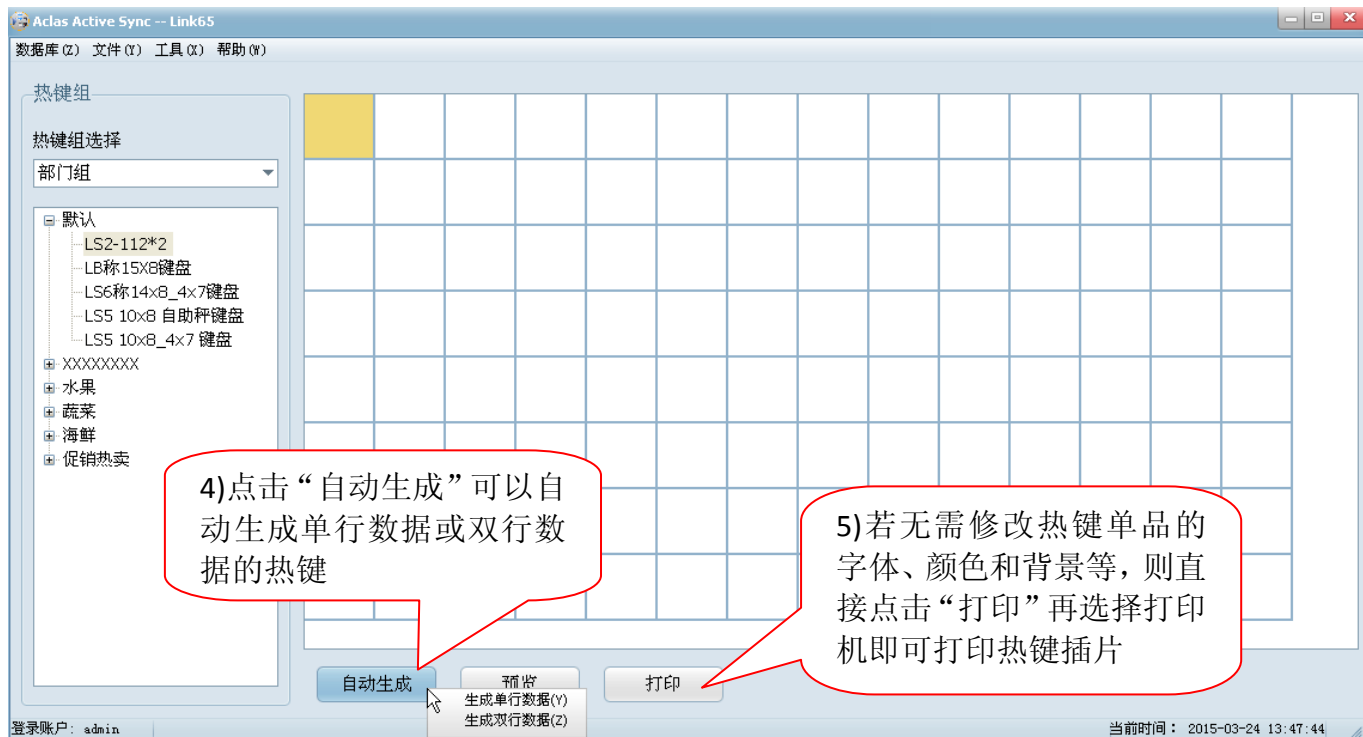 Aclas Active Sync -- Link65
数据库(Z) 文件(Y) 工具(X) 帮助(W)
热键组
热键组选择
部门组
默认
LS2-112*2
LB称15X8键盘
LS6称14x8_4x7键盘
LS5 10x8 自助秤键盘
LS5 10x8_4x7 键盘
XXXXXXXX
水果
蔬菜
海鲜
促销热卖
4)点击“自动生成”可以自
动生成单行数据或双行数
据的热键
5)若无需修改热键单品的
字体、颜色和背景等，则直
接点击“打印”再选择打印
机即可打印热键插片
自动生成
预览
打印
生成单行数据(Y)
生成双行数据(Z)
登录账户: admin
当前时间: 2015-03-24 13:47:44